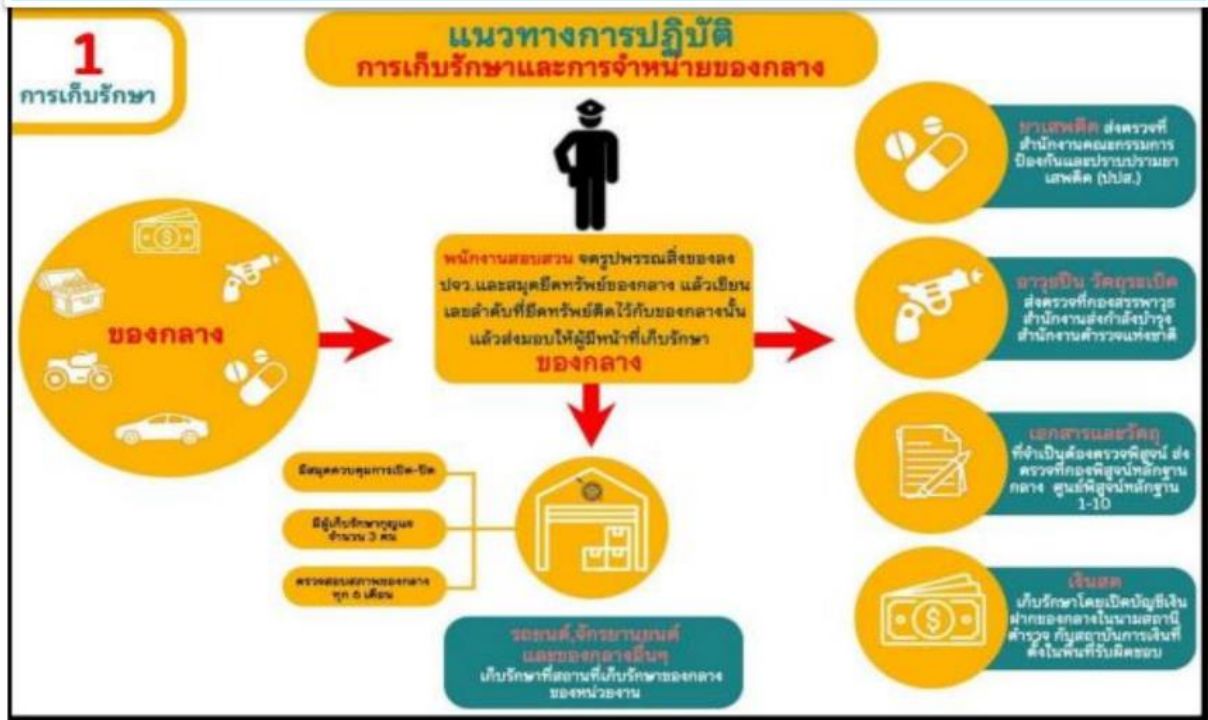 1
การเก็บรักษา
แนวทางการปฏิบัติ
การเก็บรักษาและการจำหน่ายของกลาง
ของกลาง
พนักงานสอบสวน จดรูปพรรณสิ่งของลง
ปจว.และสมุดยึดทรัพย์ของกลาง แล้วเขียน
เลขลำดับที่ยึดทรัพย์ติดไว้กับของกลางนั้น
แล้วส่งมอบให้ผู้มีหน้าที่เก็บรักษา
ของกลาง
มีสมุดควบคุมการเปิด-ปิด
มีผู้เก็บรักษากุญแจ
จำนวน 3 คน
ตรวจสอบสภาพของกลาง
ทุก 6 เดือน
รถยนต์,จักรยานยนต์
และของกลางอื่นๆ
เก็บรักษาที่สถานที่เก็บรักษาของกลาง
ของหน่วยงาน
ยาเสพติด ส่งตรวจที่
สำนักงานคณะกรรมการ
ป้องกันและปราบปรามยา
เสพติด (ปปส.)
อาวุธปืน วัตถุระเบิด
ส่งตรวจที่กองสรรพาวุธ
สำนักงานส่งกำลังบำรุง
สำนักงานตำรวจแห่งชาติ
เอกสารและวัตถุ
ที่จำเป็นต้องตรวจพิสูจน์ ส่ง
ตรวจที่กองพิสูจน์หลักฐาน
กลาง ศูนย์พิสูจน์หลักฐาน
1-10
เงินสด
เก็บรักษาโดยเปิดบัญชีเงิน
ฝากของกลางในนามสถานี
ตำรวจ กับสถาบันการเงินที่
ตั้งในพื้นที่รับผิดชอบ